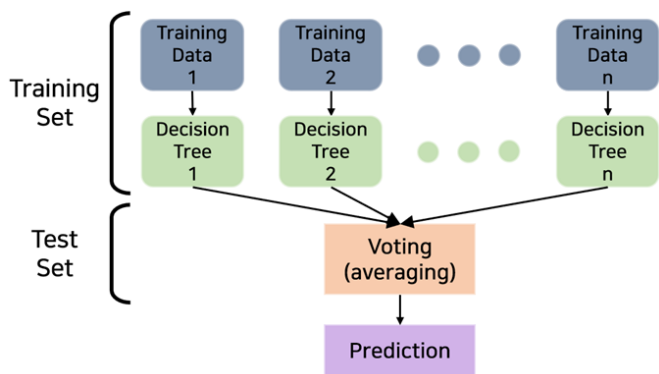 Training Set
Training
Data
1
Training
Data
2
Training
Data
n
Decision
Tree
1
Decision
Tree
2
Decision
Tree
n
Test
Set
Voting
(averaging)
Prediction